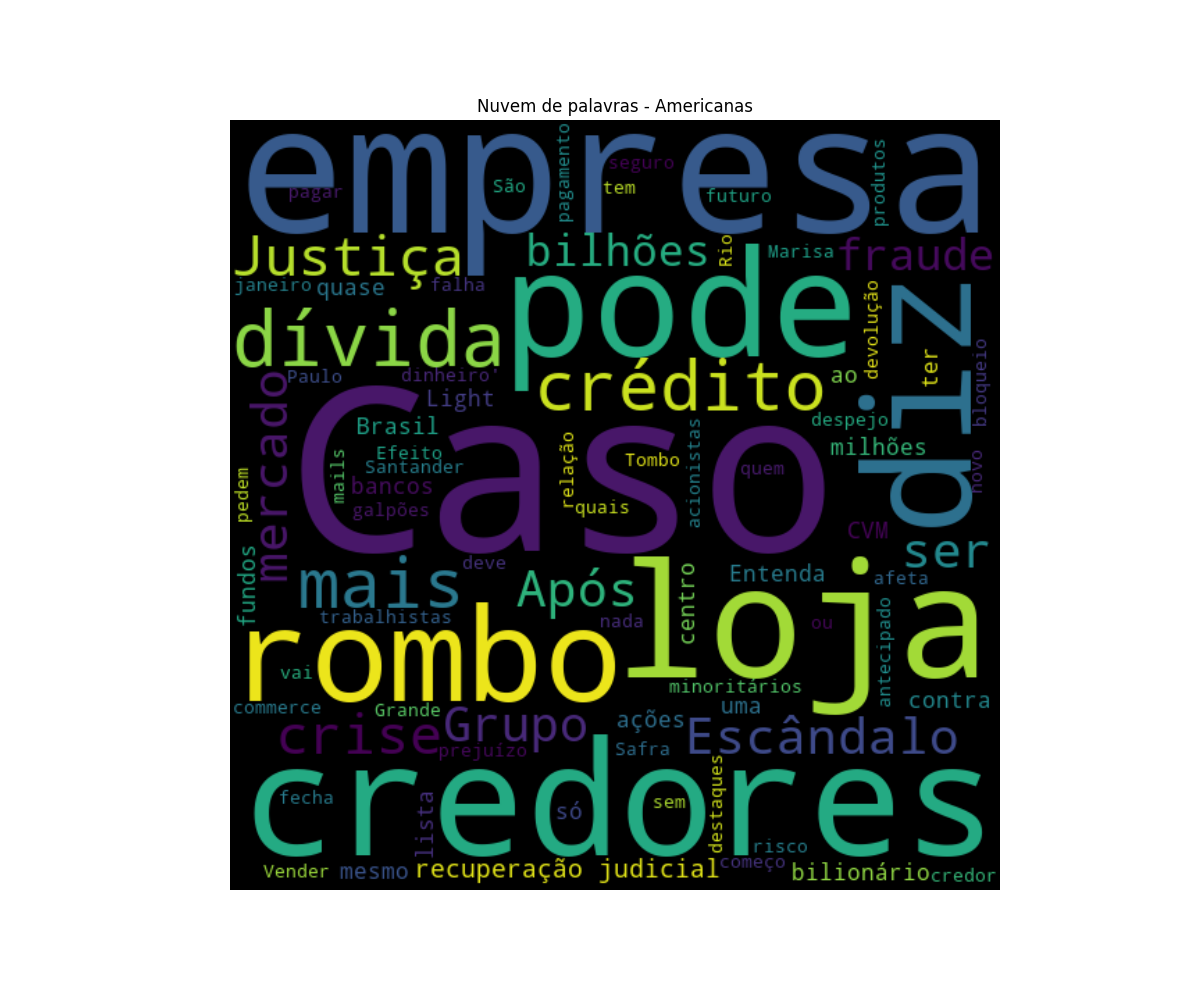 Nuvem de palavras - Americanas
empresa
pagar
São
pagamento
seguro
tem
futuro
produtos
Justiça
bilhões
Rio
Marisa
fraude
janeiro
quase
falha
pode
devolução
diz
dívida
crédito
ao
ter
bloqueio
mercado
Paulo
dinheiro'
Light
Caso
Brasil
Efeito
Santander
mails
bancos
galpões
relação
Tombo
quais
acionistas
quem
despejo
milhões
novo
pedem
CVM
ser
fundos
mais
deve
Após
centro
Entenda
afeta
trabalhistas
nada
loja
ou
antecipado
rombo
vai
minoritários
contra
commerce
Grande
Grupo
ações
uma
crise
prejuízo
Safra
Escândalo
credores
fecha
lista
só
sem
destaques
risco
Vender
mesmo
recuperação judicial
começo
bilionário
credor